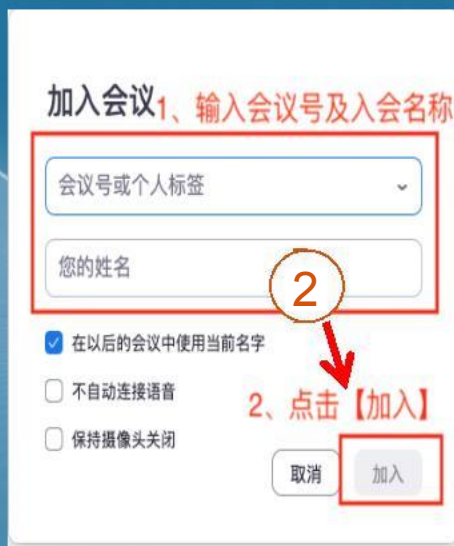 加入会议1、输入会议号及入会名称
会议号或个人标签
您的姓名
②
在以后的会议中使用当前名字
不自动连接语音
2、点击【加入】
保持摄像头关闭
取消 加入